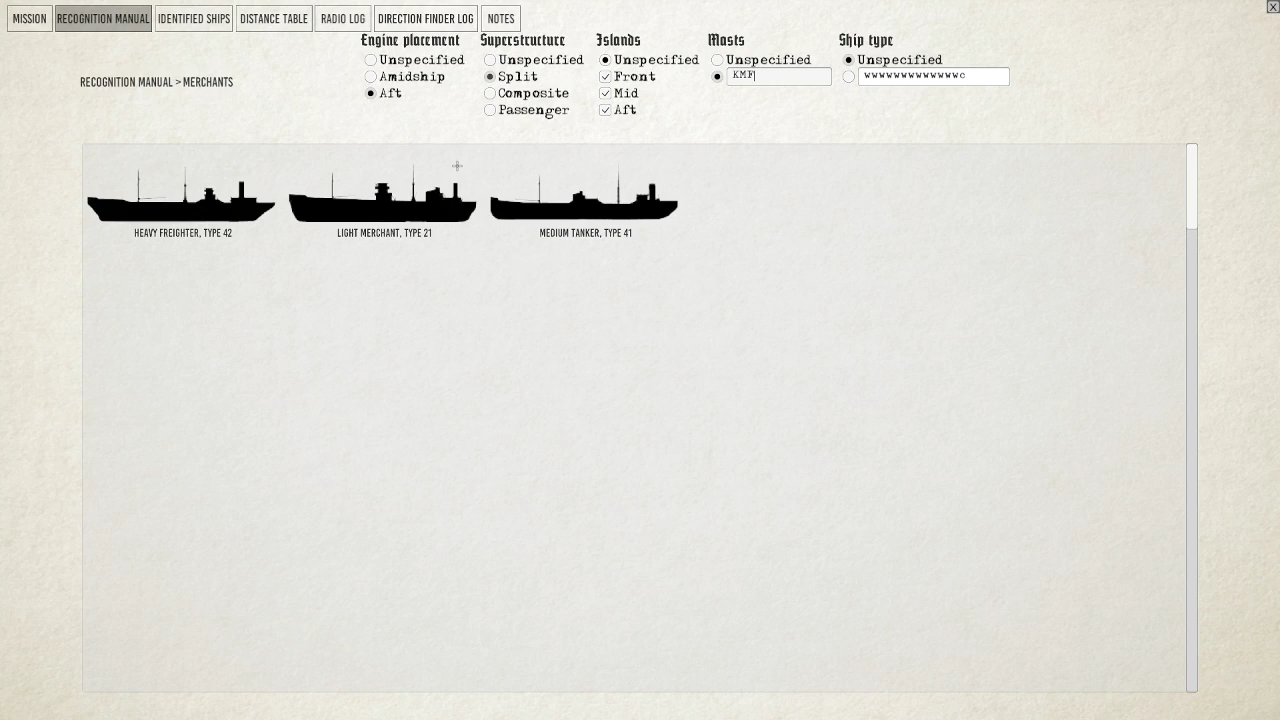 MISSION RECOGNITION MANUAL IDENTIFIED SHIPS DISTANCE TABLE RADIO LOG DIRECTION FINDER LOG NOTES X
Engine placement Superstructure Islands Masts Ship type
Unspecified Unspecified Unspecified Unspecified Unspecified
Amidship Split Front KMF wwwwwwwwwwwwwc
RECOGNITION MANUAL > MERCHANTS
Aft Composite Mid
Passenger Aft
HEAVY FREIGHTER, TYPE 42 LIGHT MERCHANT, TYPE 21 MEDIUM TANKER, TYPE 41